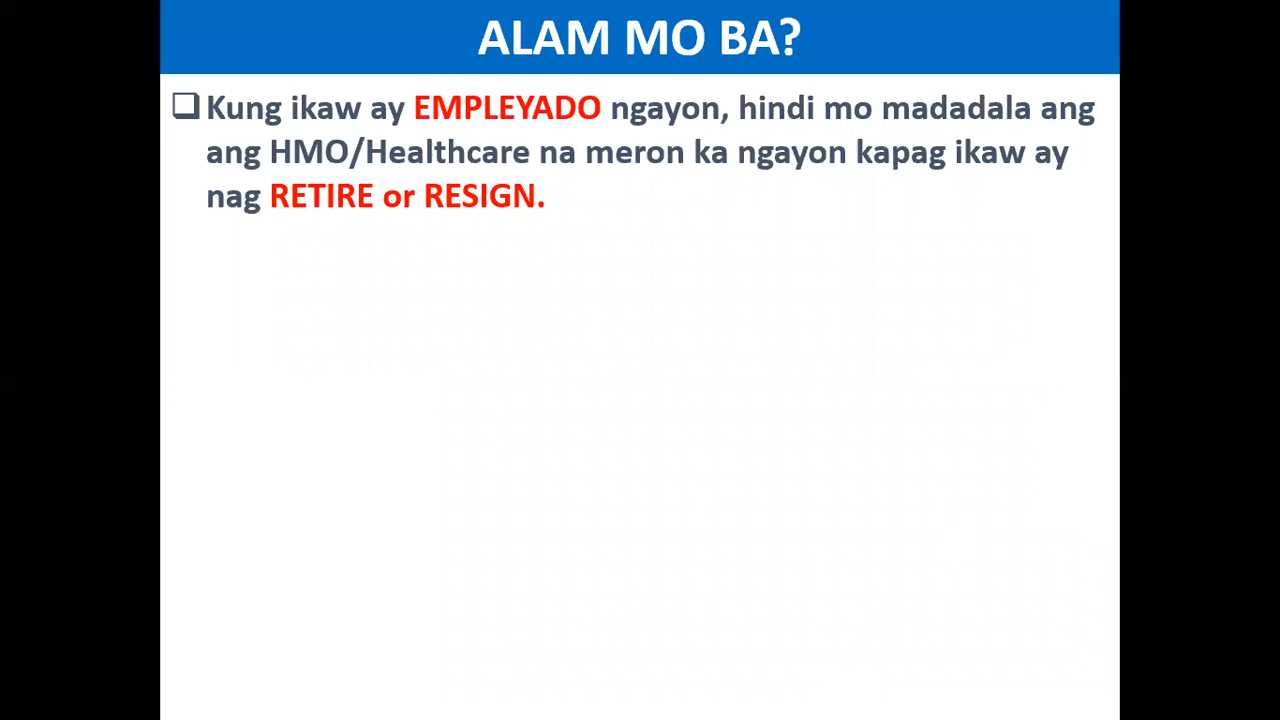 ALAM MO BA?
Kung ikaw ay EMPLEYADO ngayon, hindi mo madadala ang
ang HMO/Healthcare na meron ka ngayon kapag ikaw ay
nag RETIRE or RESIGN.